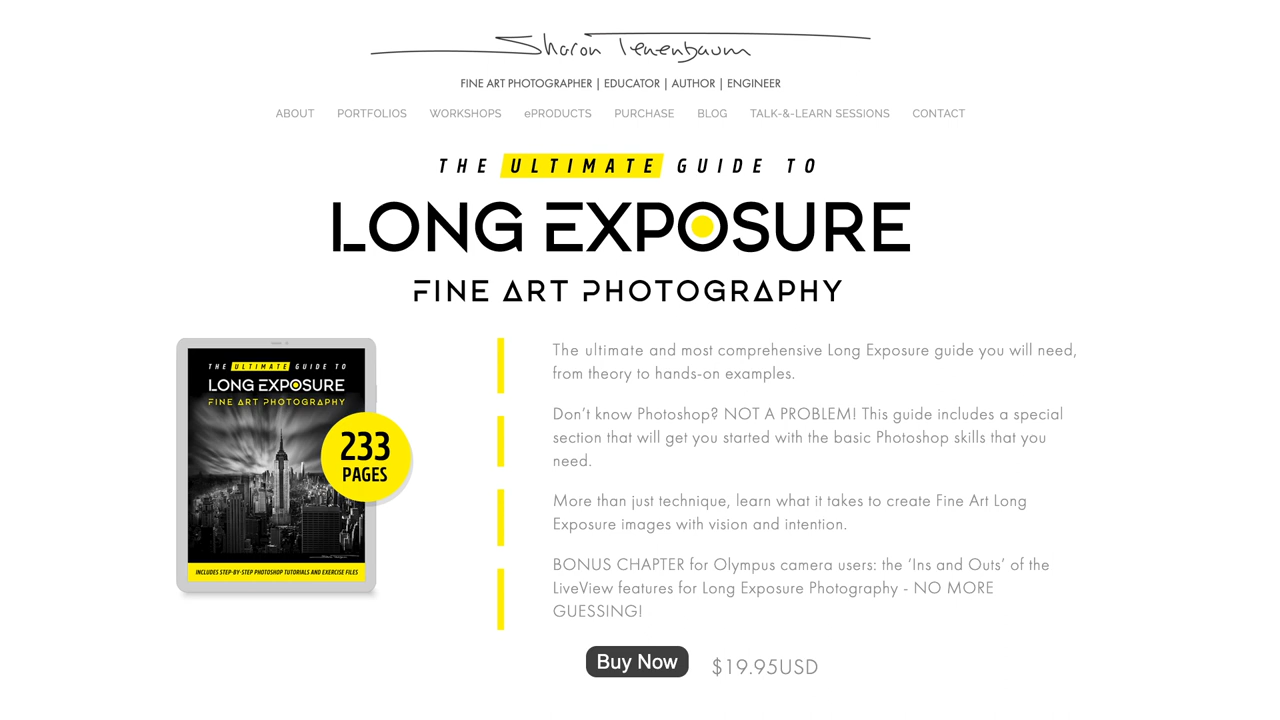 Sharon Tenenbaum
FINE ART PHOTOGRAPHER | EDUCATOR | AUTHOR | ENGINEER
ABOUT PORTFOLIOS WORKSHOPS ePRODUCTS PURCHASE BLOG TALK-&-LEARN SESSIONS CONTACT
THE ULTIMATE GUIDE TO
LONG EXPOSURE
FINE ART PHOTOGRAPHY
THE ULTIMATE GUIDE TO
LONG EXPOSURE
FINE ART PHOTOGRAPHY
233
PAGES
INCLUDES STEP-BY-STEP PHOTOSHOP TUTORIALS AND EXERCISE FILES
The ultimate and most comprehensive Long Exposure guide you will need,
from theory to hands-on examples.
Don’t know Photoshop? NOT A PROBLEM! This guide includes a special
section that will get you started with the basic Photoshop skills that you
need.
More than just technique, learn what it takes to create Fine Art Long
Exposure images with vision and intention.
BONUS CHAPTER for Olympus camera users: the ‘Ins and Outs’ of the
LiveView features for Long Exposure Photography - NO MORE
GUESSING!
Buy Now $19.95USD